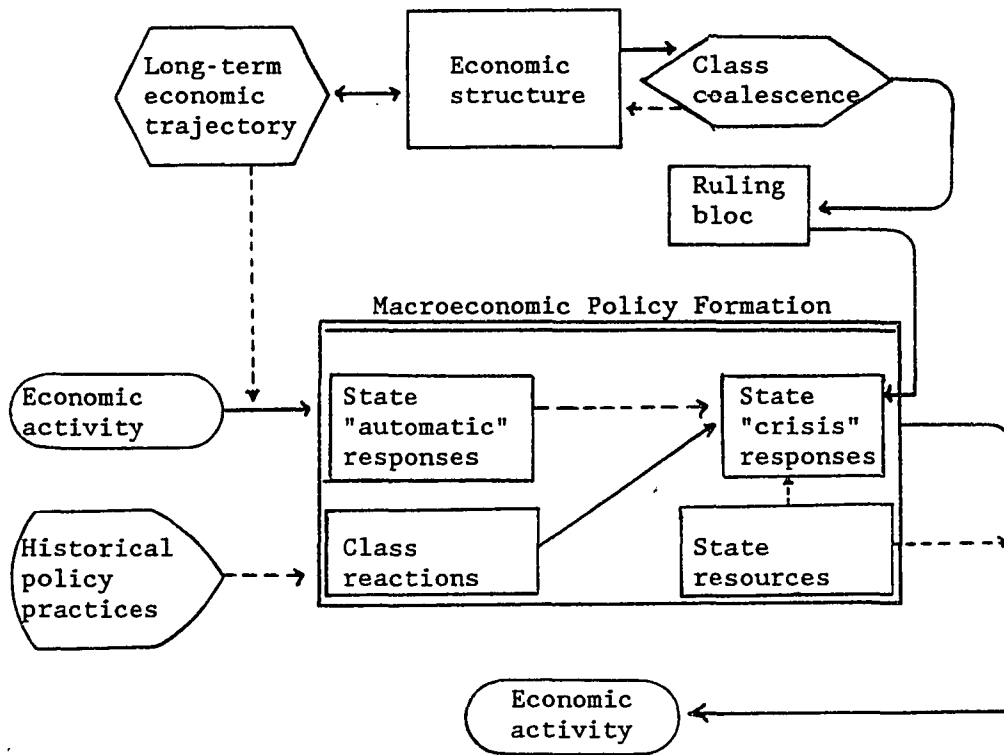 Long-term
economic
trajectory
Economic
structure
Class
coalescence
Ruling
bloc
Macroeconomic Policy Formation
Economic
activity
State
"automatic"
responses
State
"crisis"
responses
Historical
policy
practices
Class
reactions
State
resources
Economic
activity